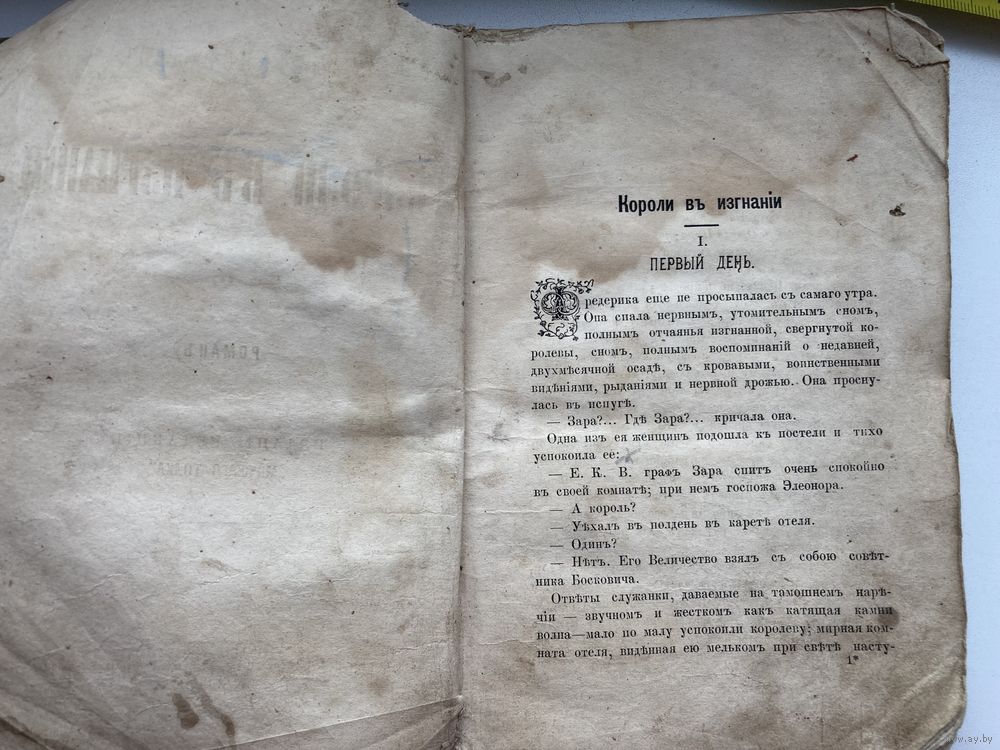 Короли въ изгнаніи
I.
ПЕРВЫЙ ДЕНЬ.
Фредерика еще не просыпалась съ самаго утра.
Она спала нервнымъ, утомительнымъ сномъ,
полнымъ отчаянья изгнанной, свергнутой ко-
ролевы, сномъ, полнымъ воспоминаній о недавней,
двухмѣсячной осадѣ, съ кровавыми, воинственными
видѣніями, рыданіями и нервной дрожью. Она просну-
лась въ испугѣ.
— Зара?... Гдѣ Зара?... кричала она.
Одна изъ ея женщинъ подошла къ постели и тихо
успокоила ее:
— Е. К. В. графъ Зара спитъ очень спокойно
въ своей комнатѣ; при немъ госпожа Элеонора.
— А король?
— Уѣхалъ въ полдень въ каретѣ отеля.
— Одинъ?
— Нѣтъ. Его Величество взялъ съ собою совѣт-
ника Босковича.
Отвѣты служанки, даваемые на тамошнемъ нарѣ-
чіи — звучномъ и жесткомъ какъ катящая камни
волна—мало по малу успокоили королеву; мирная ком-
ната отеля, видѣнная ею мелькомъ при свѣтѣ насту-
1*
РОМАНЪ
www.ay.by